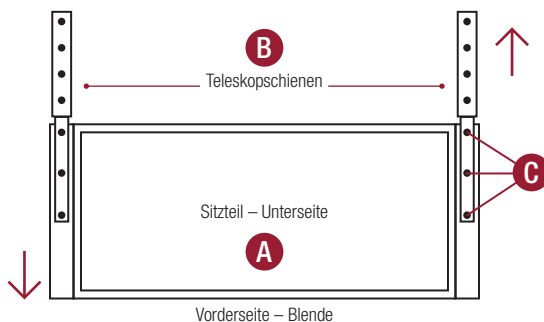 B
Teleskopschienen
C
Sitzteil – Unterseite
A
Vorderseite – Blende